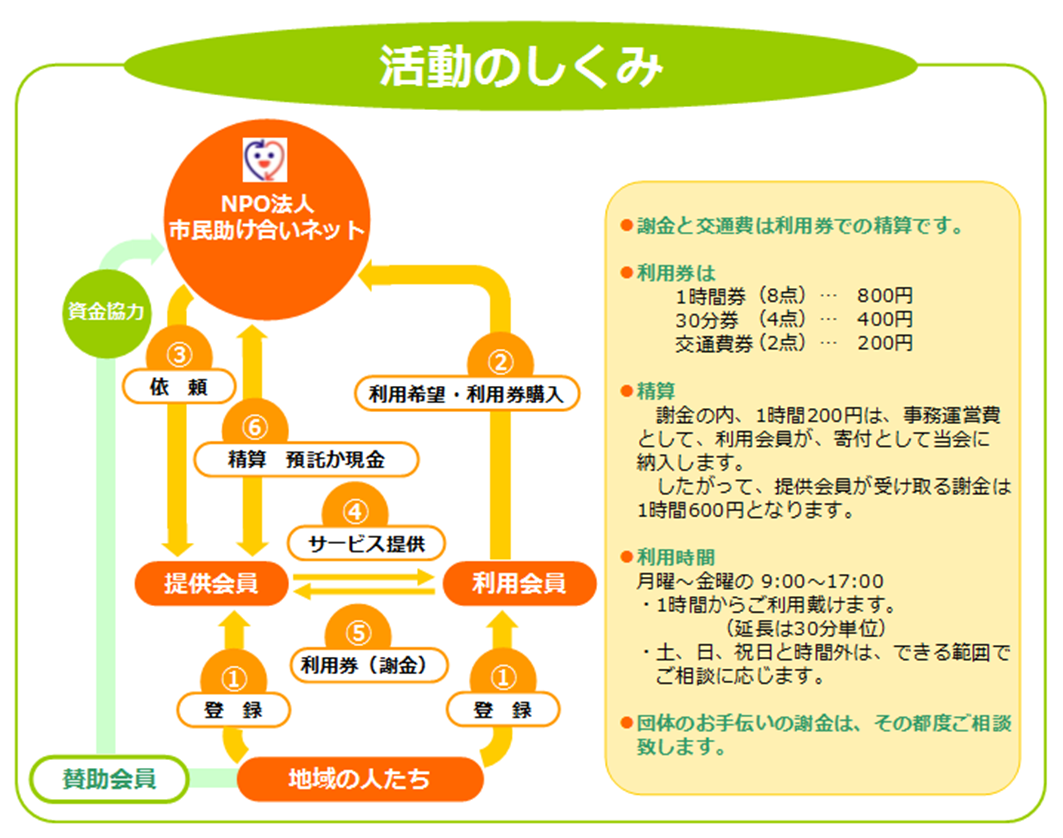 活動のしくみ
NPO法人
市民助け合いネット
資金協力
③
依　頼
②
利用希望・利用券購入
⑥
精算　預託か現金
④
サービス提供
提供会員
利用会員
⑤
利用券（謝金）
①
登　録
①
登　録
賛助会員
地域の人たち
●謝金と交通費は利用券での精算です。
●利用券は
1時間券（8点）… 800円
30分券 （4点）… 400円
交通費券（2点）… 200円
●精算
謝金の内、1時間200円は、事務運営費
として、利用会員が、寄付として当会に
納入します。
したがって、提供会員が受け取る謝金は
1時間600円となります。
●利用時間
月曜～金曜の 9:00～17:00
・1時間からご利用戴けます。
（延長は30分単位）
・土、日、祝日と時間外は、できる範囲で
ご相談に応じます。
●団体のお手伝いの謝金は、その都度ご相談
致します。